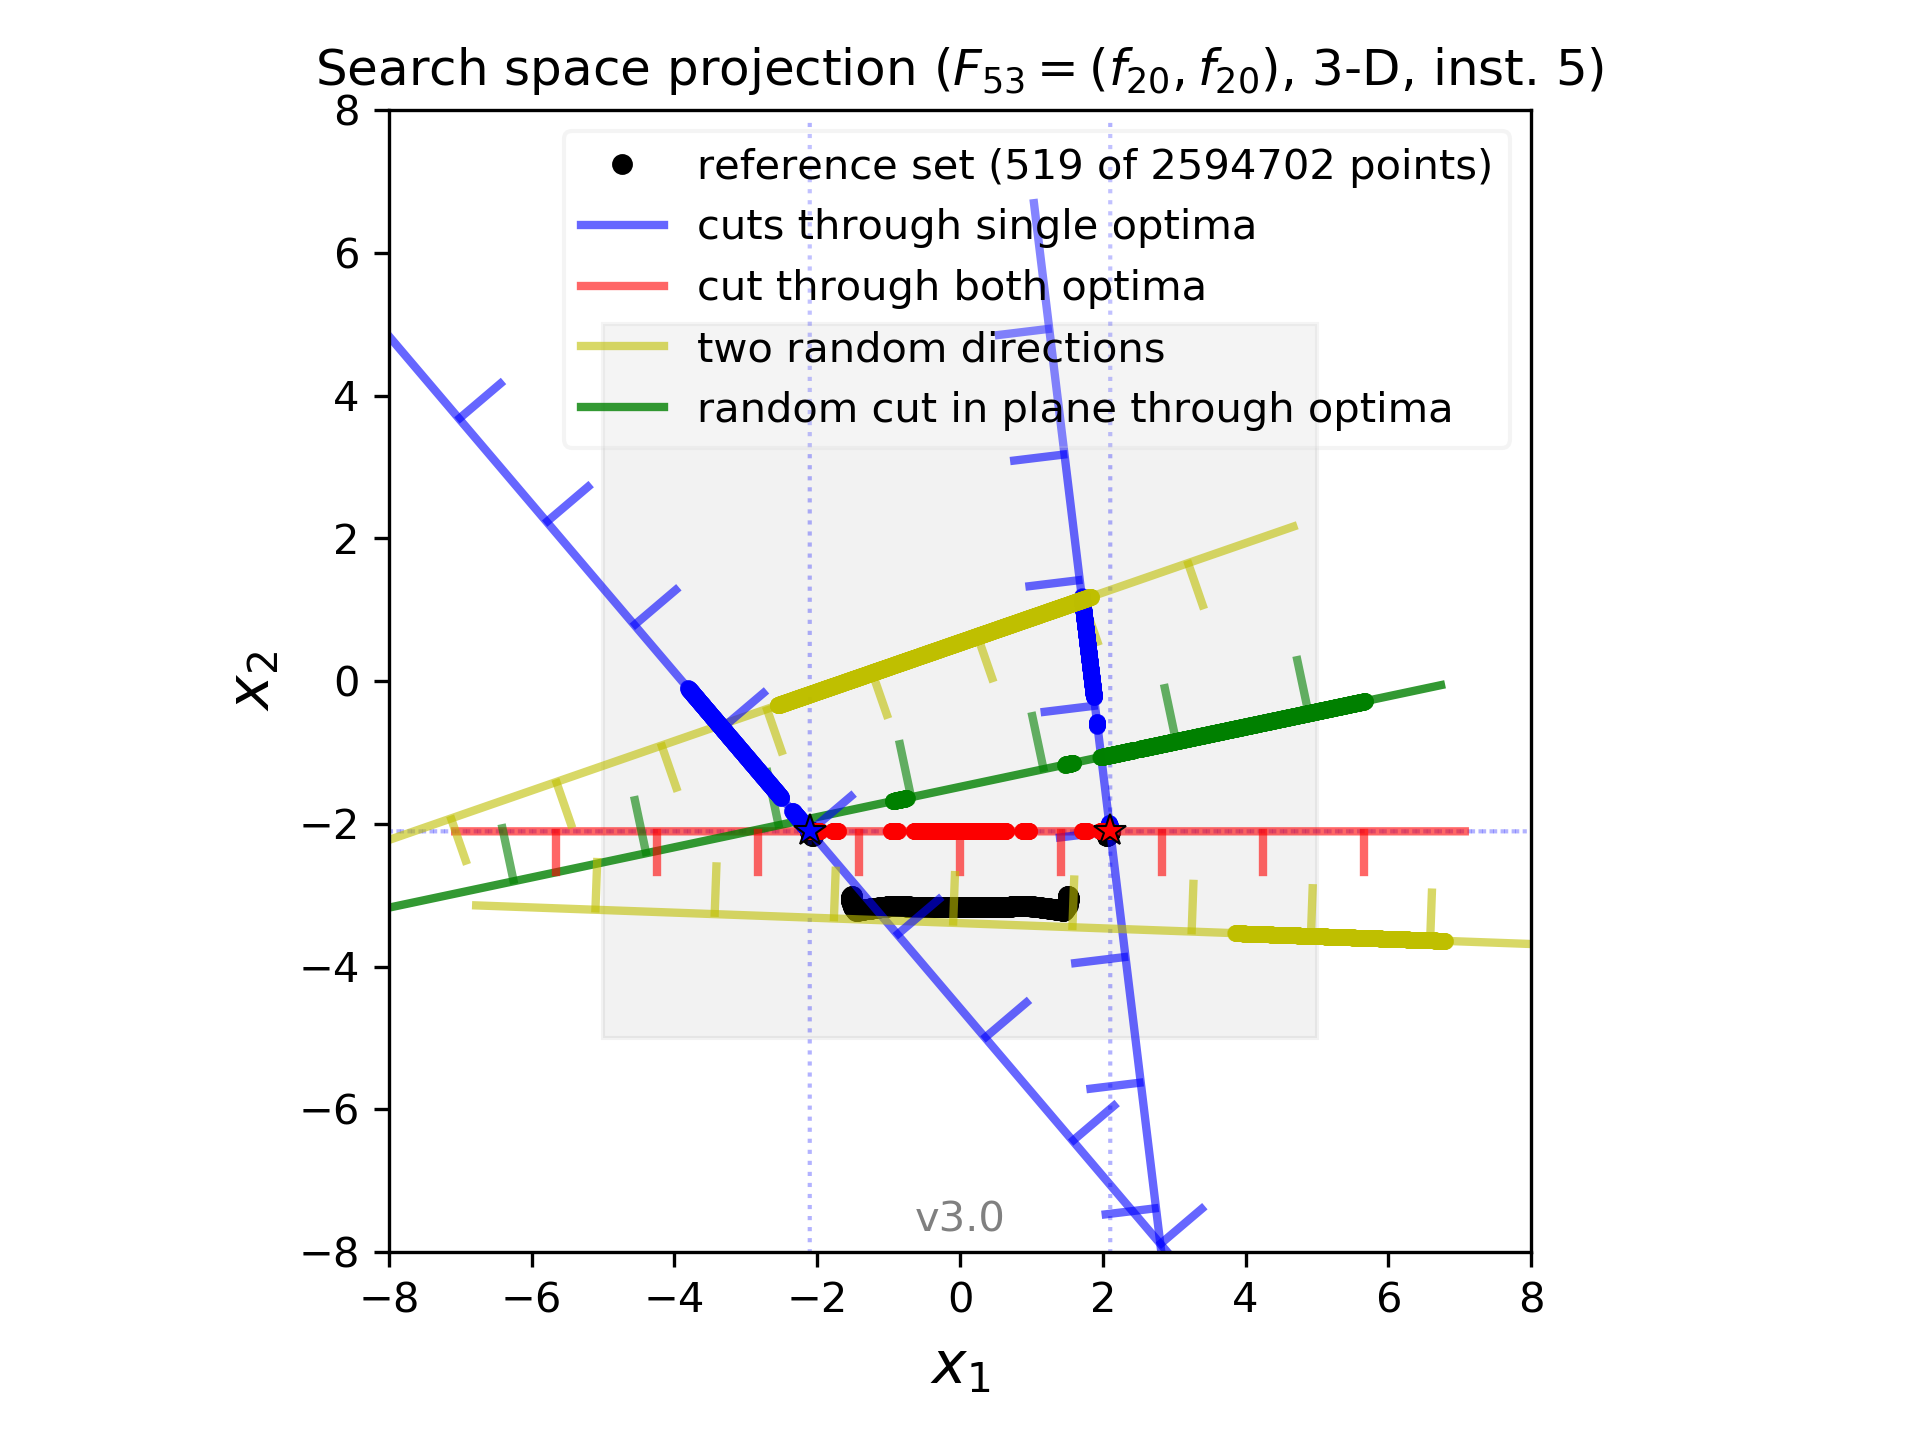 Search space projection (F53 = (f20, f20), 3-D, inst. 5)
reference set (519 of 2594702 points)
cuts through single optima
cut through both optima
two random directions
random cut in plane through optima
8
6
4
2
0
−2
−4
−6
−8
x2
v3.0
−8 −6 −4 −2 0 2 4 6 8
x1